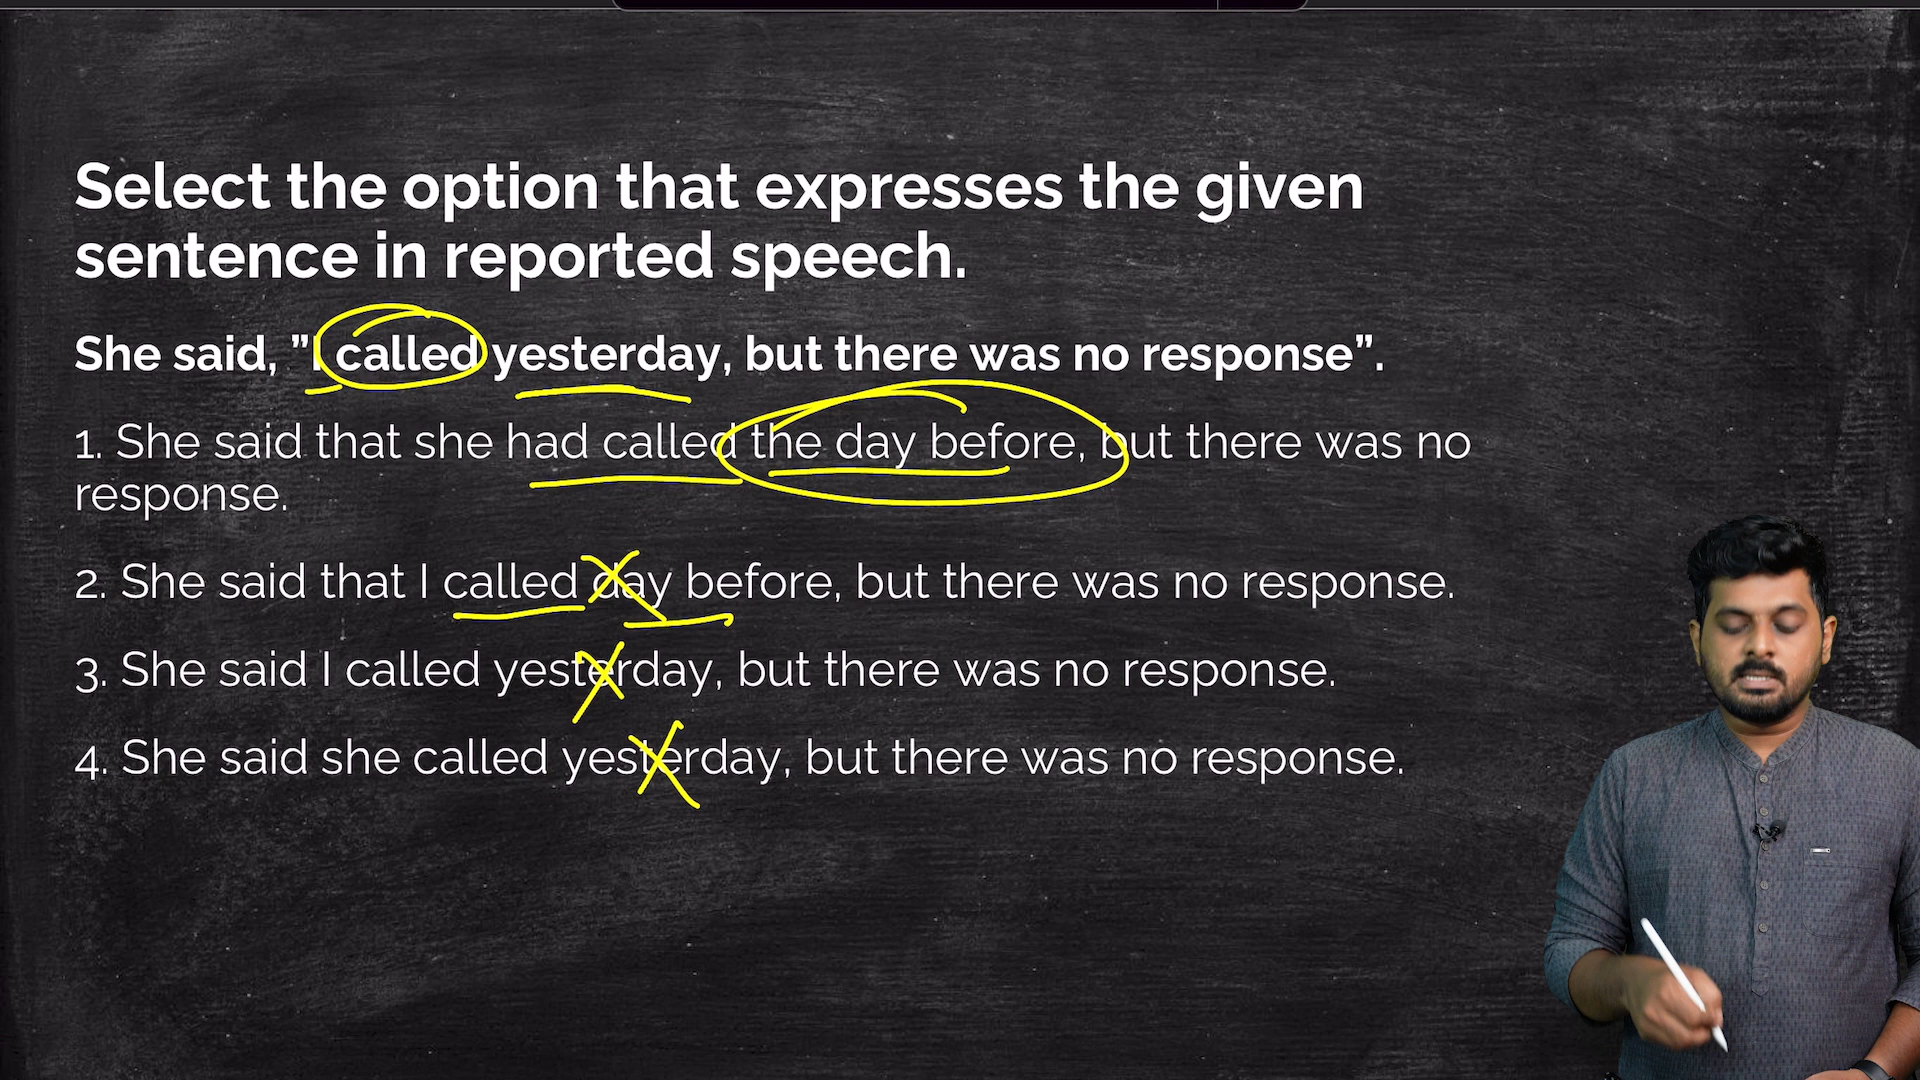 Select the option that expresses the given
sentence in reported speech.
She said, ”I called yesterday, but there was no response”.
1. She said that she had called the day before, but there was no
response.
2. She said that I called day before, but there was no response.
3. She said I called yesterday, but there was no response.
4. She said she called yesterday, but there was no response.